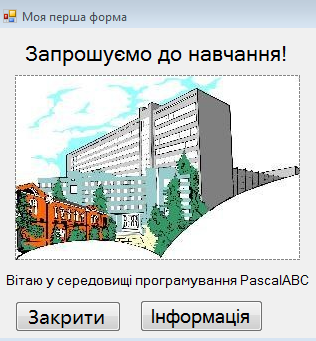 Моя перша форма
Запрошуємо до навчання!
Вітаю у середовищі програмування PascalABC
Закрити
Інформація